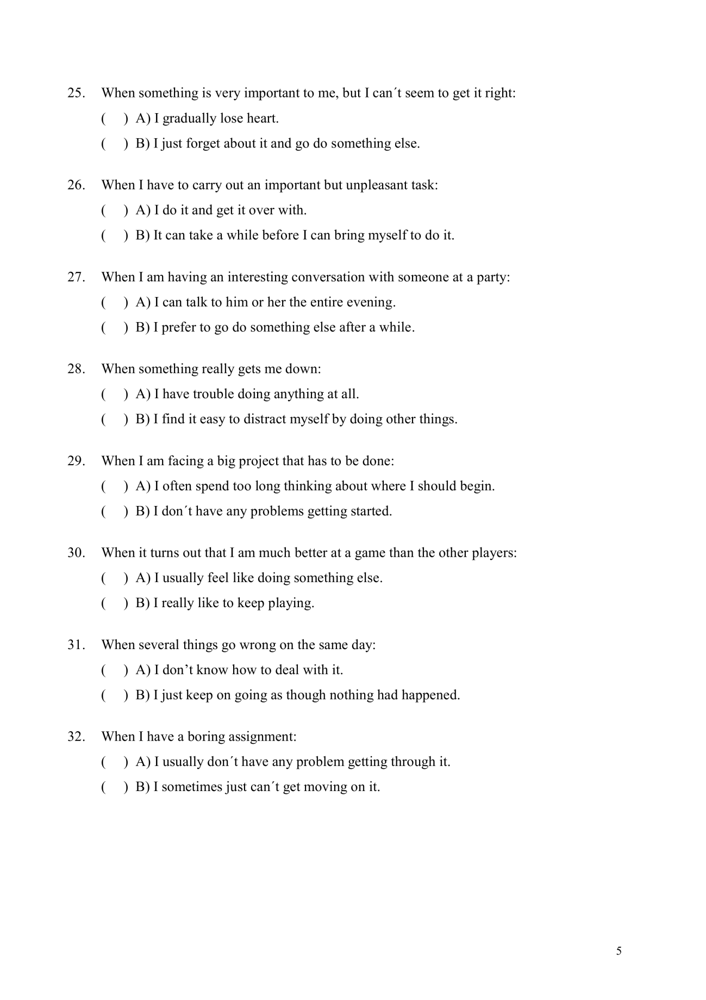 25. When something is very important to me, but I can´t seem to get it right:
( ) A) I gradually lose heart.
( ) B) I just forget about it and go do something else.
26. When I have to carry out an important but unpleasant task:
( ) A) I do it and get it over with.
( ) B) It can take a while before I can bring myself to do it.
27. When I am having an interesting conversation with someone at a party:
( ) A) I can talk to him or her the entire evening.
( ) B) I prefer to go do something else after a while.
28. When something really gets me down:
( ) A) I have trouble doing anything at all.
( ) B) I find it easy to distract myself by doing other things.
29. When I am facing a big project that has to be done:
( ) A) I often spend too long thinking about where I should begin.
( ) B) I don´t have any problems getting started.
30. When it turns out that I am much better at a game than the other players:
( ) A) I usually feel like doing something else.
( ) B) I really like to keep playing.
31. When several things go wrong on the same day:
( ) A) I don’t know how to deal with it.
( ) B) I just keep on going as though nothing had happened.
32. When I have a boring assignment:
( ) A) I usually don´t have any problem getting through it.
( ) B) I sometimes just can´t get moving on it.
5